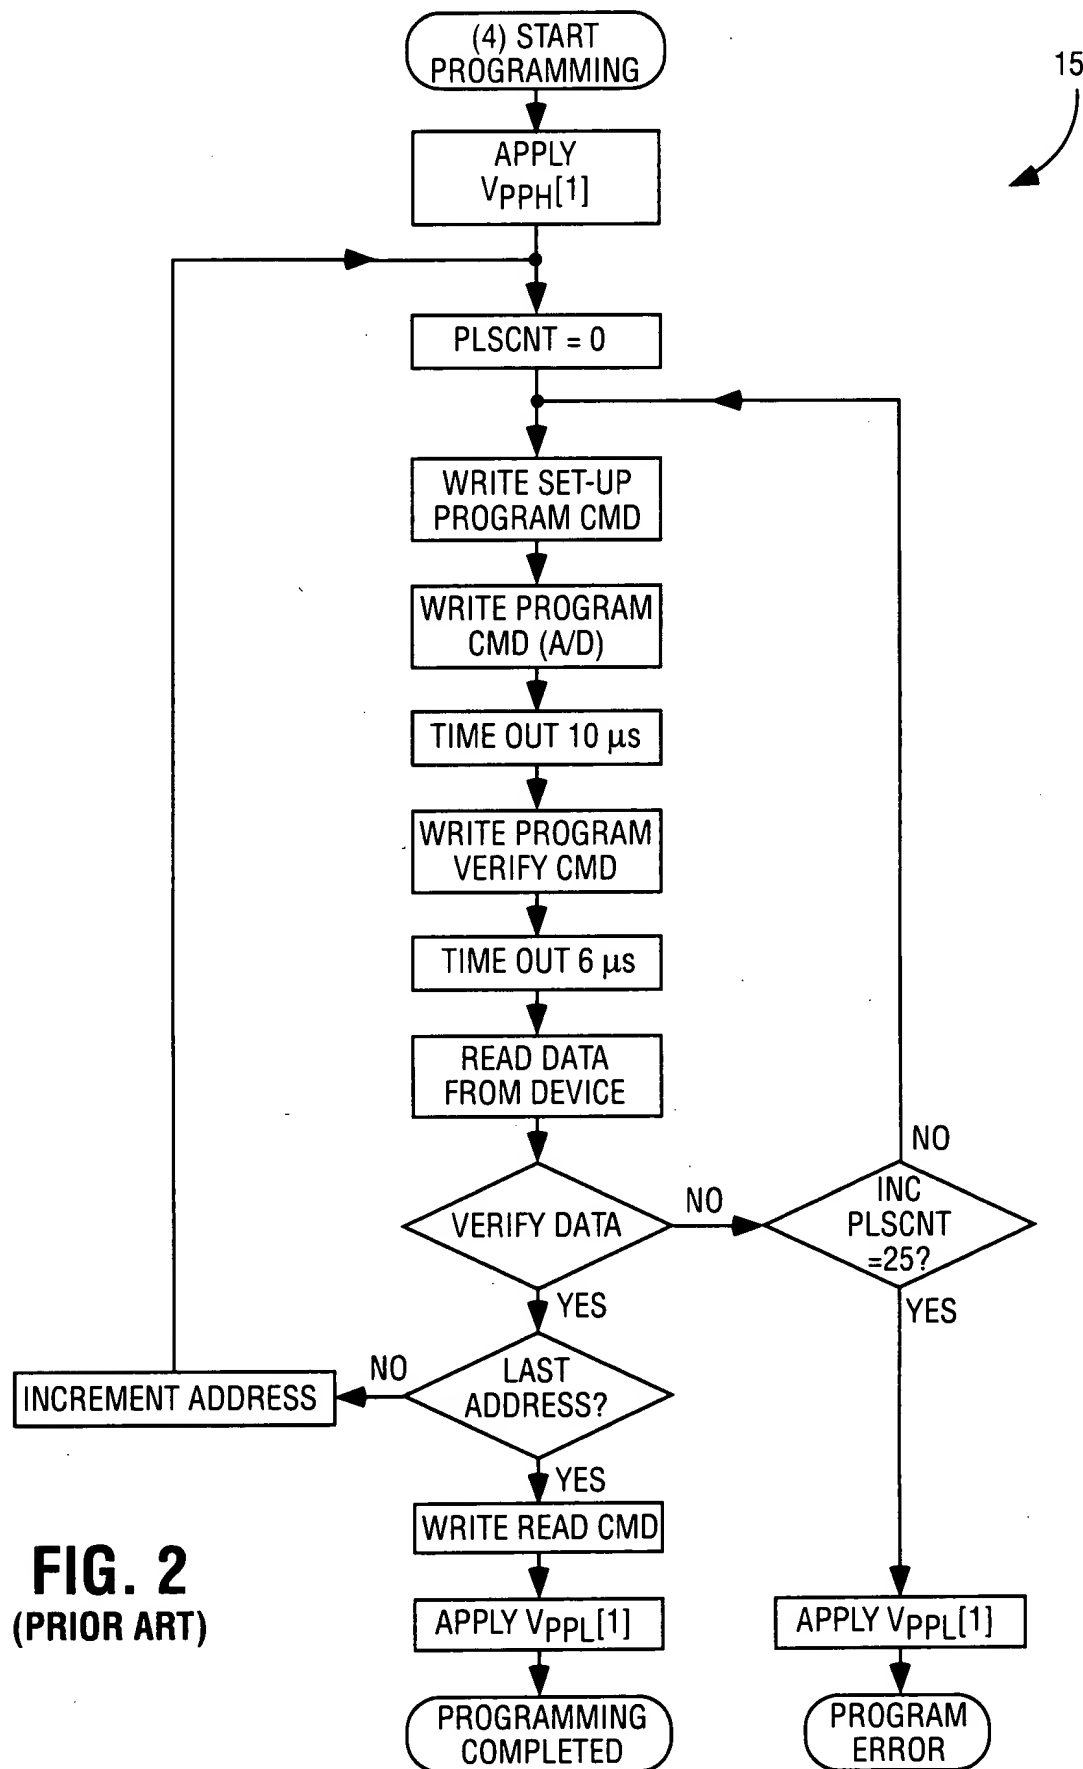 (4) START
PROGRAMMING
15
APPLY
VPPH[1]
PLSCNT = 0
WRITE SET-UP
PROGRAM CMD
WRITE PROGRAM
CMD (A/D)
TIME OUT 10 µs
WRITE PROGRAM
VERIFY CMD
TIME OUT 6 µs
READ DATA
FROM DEVICE
VERIFY DATA
NO
INC
PLSCNT
=25?
NO
YES
YES
LAST
ADDRESS?
NO
INCREMENT ADDRESS
YES
WRITE READ CMD
APPLY VPPL[1]
APPLY VPPL[1]
PROGRAMMING
COMPLETED
PROGRAM
ERROR
FIG. 2
(PRIOR ART)